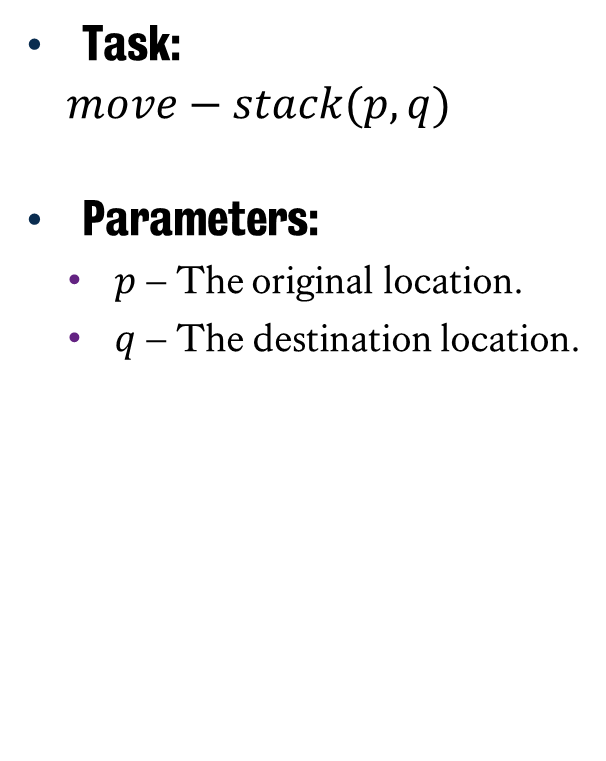 • Task:
𝑚𝑜𝑣𝑒 − 𝑠𝑡𝑎𝑐𝑘(𝑝, 𝑞)
• Parameters:
• 𝑝 – The original location.
• 𝑞 – The destination location.